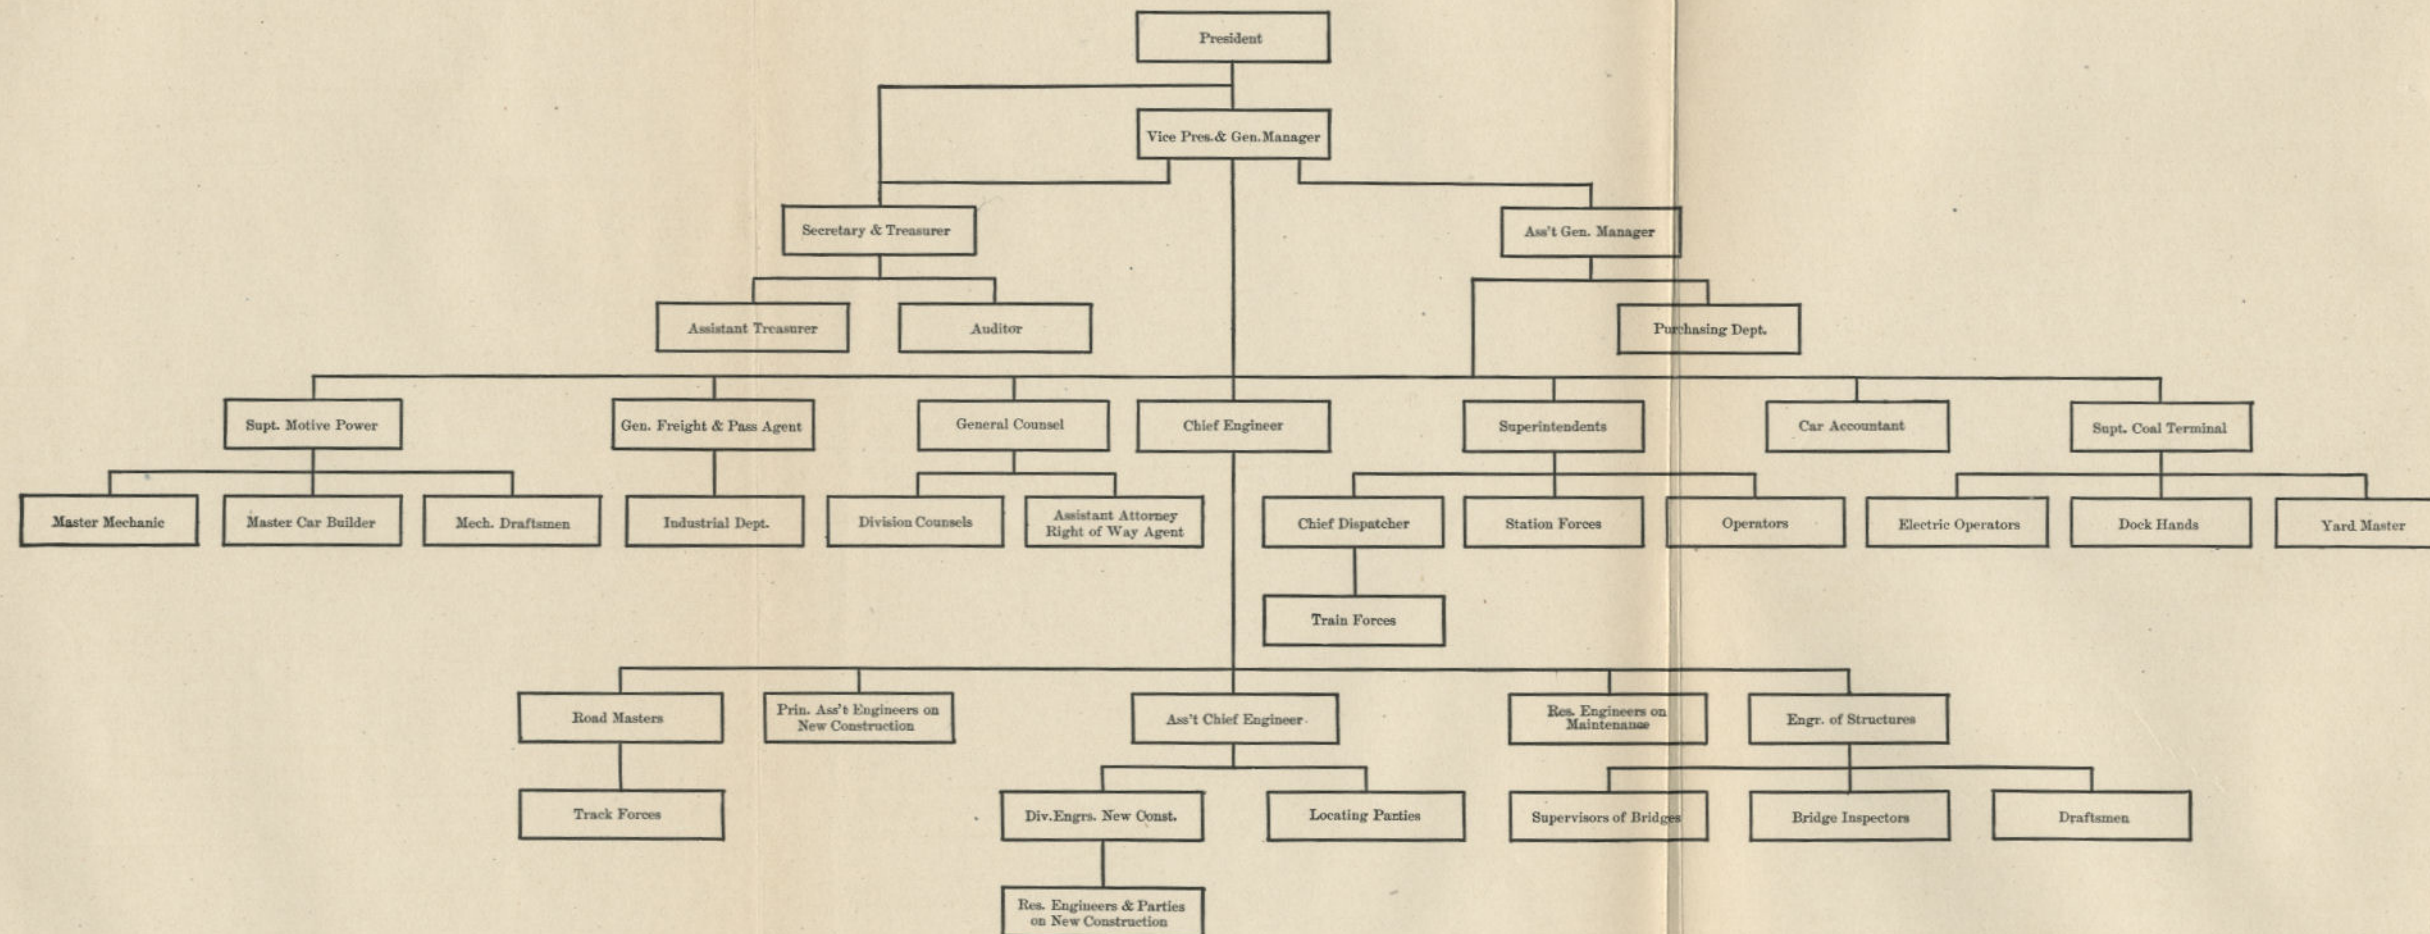 President
Vice Pres.& Gen.Manager
Secretary & Treasurer
Ass't Gen. Manager
Assistant Treasurer
Auditor
Purchasing Dept.
Supt. Motive Power
Gen. Freight & Pass Agent
General Counsel
Chief Engineer
Superintendents
Car Accountant
Supt. Coal Terminal
Master Mechanic
Master Car Builder
Mech. Draftsmen
Industrial Dept.
Division Counsels
Assistant Attorney
Right of Way Agent
Chief Dispatcher
Station Forces
Operators
Electric Operators
Dock Hands
Yard Master
Train Forces
Road Masters
Prin. Ass't Engineers on
New Construction
Ass't Chief Engineer
Res. Engineers on
Maintenance
Engr. of Structures
Track Forces
Div.Engrs. New Const.
Locating Parties
Supervisors of Bridges
Bridge Inspectors
Draftsmen
Res. Engineers & Parties
on New Construction